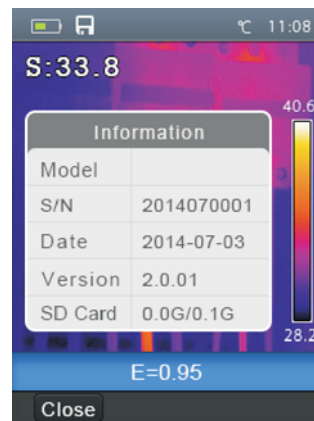 ℃ 11:08
S:33.8
40.6
Information
Model
S/N 2014070001
Date 2014-07-03
Version 2.0.01
SD Card 0.0G/0.1G
28.2
E=0.95
Close